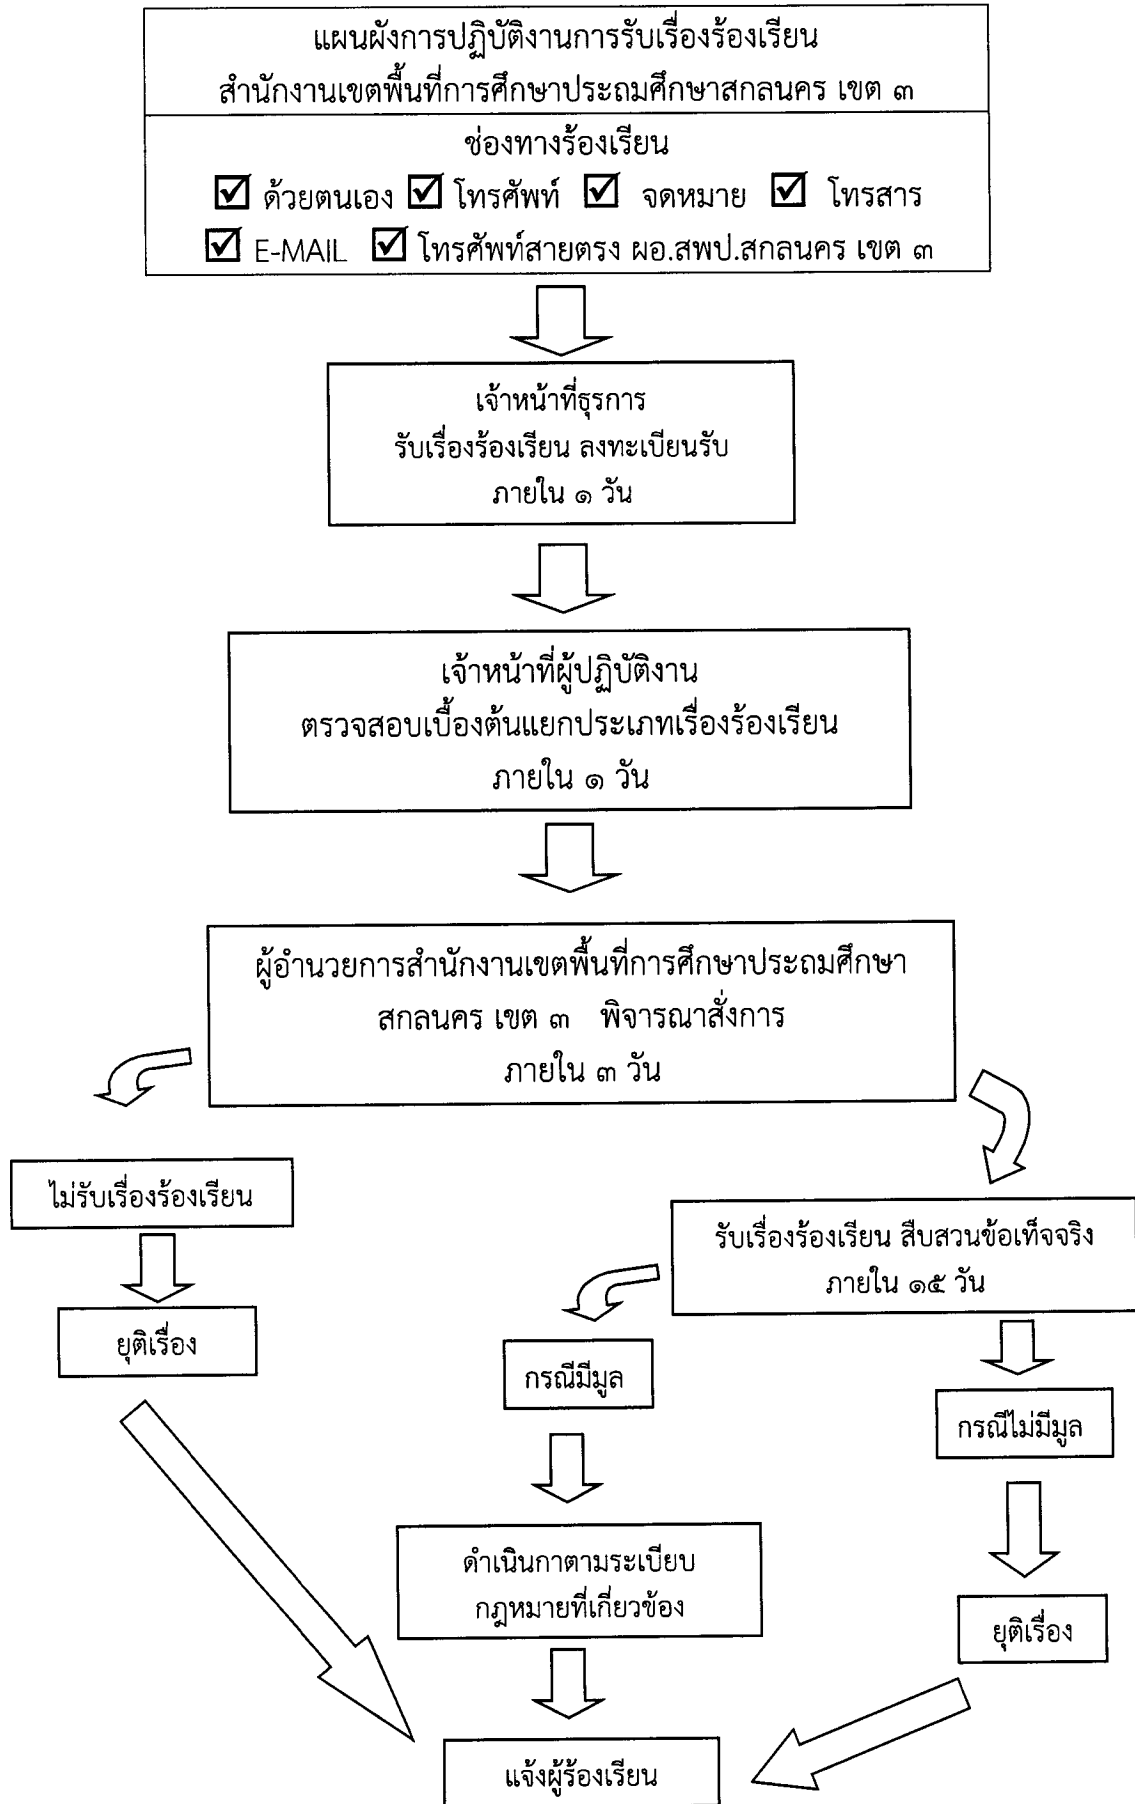 แผนผังการปฏิบัติงานการรับเรื่องร้องเรียน
สำนักงานเขตพื้นที่การศึกษาประถมศึกษาสกลนคร เขต ๓
ช่องทางร้องเรียน
☑ ด้วยตนเอง ☑ โทรศัพท์ ☑ จดหมาย ☑ โทรสาร
☑ E-MAIL ☑ โทรศัพท์สายตรง ผอ.สพป.สกลนคร เขต ๓
เจ้าหน้าที่ธุรการ
รับเรื่องร้องเรียน ลงทะเบียนรับ
ภายใน ๑ วัน
เจ้าหน้าที่ผู้ปฏิบัติงาน
ตรวจสอบเบื้องต้นแยกประเภทเรื่องร้องเรียน
ภายใน ๑ วัน
ผู้อำนวยการสำนักงานเขตพื้นที่การศึกษาประถมศึกษา
สกลนคร เขต ๓ พิจารณาสั่งการ
ภายใน ๓ วัน
ไม่รับเรื่องร้องเรียน
ยุติเรื่อง
รับเรื่องร้องเรียน สืบสวนข้อเท็จจริง
ภายใน ๑๕ วัน
กรณีมีมูล
กรณีไม่มีมูล
ดำเนินกาตามระเบียบ
กฎหมายที่เกี่ยวข้อง
ยุติเรื่อง
แจ้งผู้ร้องเรียน